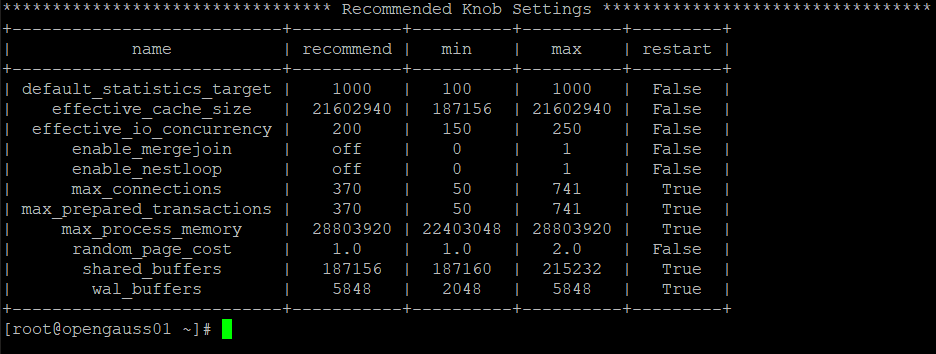 ********************************* Recommended Knob Settings *********************************
+---------------------------+-----------+----------+----------+---------+
|            name           | recommend |   min    |   max    | restart |
+---------------------------+-----------+----------+----------+---------+
| default_statistics_target |    1000   |   100    |   1000   |  False  |
|    effective_cache_size   |  21602940 |  187156  | 21602940 |  False  |
|  effective_io_concurrency |    200    |   150    |   250    |  False  |
|      enable_mergejoin     |    off    |    0     |    1     |  False  |
|      enable_nestloop      |    off    |    0     |    1     |  False  |
|      max_connections      |    370    |    50    |   741    |   True  |
| max_prepared_transactions |    370    |    50    |   741    |   True  |
|     max_process_memory    |  28803920 | 22403048 | 28803920 |   True  |
|      random_page_cost     |    1.0    |   1.0    |   2.0    |  False  |
|       shared_buffers      |   187156  |  187160  |  215232  |   True  |
|        wal_buffers        |    5848   |   2048   |   5848   |   True  |
+---------------------------+-----------+----------+----------+---------+
[root@opengauss01 ~]#